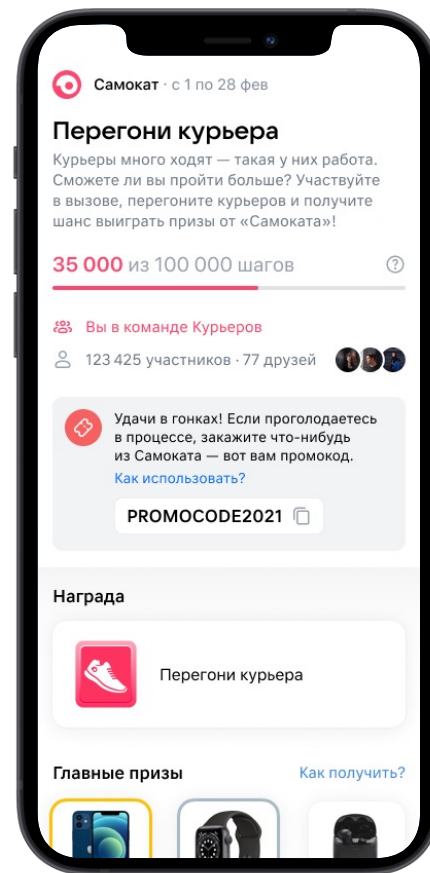 Самокат · с 1 по 28 фев
Перегони курьера
Курьеры много ходят — такая у них работа.
Сможете ли вы пройти больше? Участвуйте
в вызове, перегоните курьеров и получите
шанс выиграть призы от «Самоката»!
35 000 из 100 000 шагов
Вы в команде Курьеров
123 425 участников · 77 друзей
Удачи в гонках! Если проголодаетесь
в процессе, закажите что-нибудь
из Самоката — вот вам промокод.
Как использовать?
PROMOCODE2021
Награда
Перегони курьера
Главные призы
Как получить?